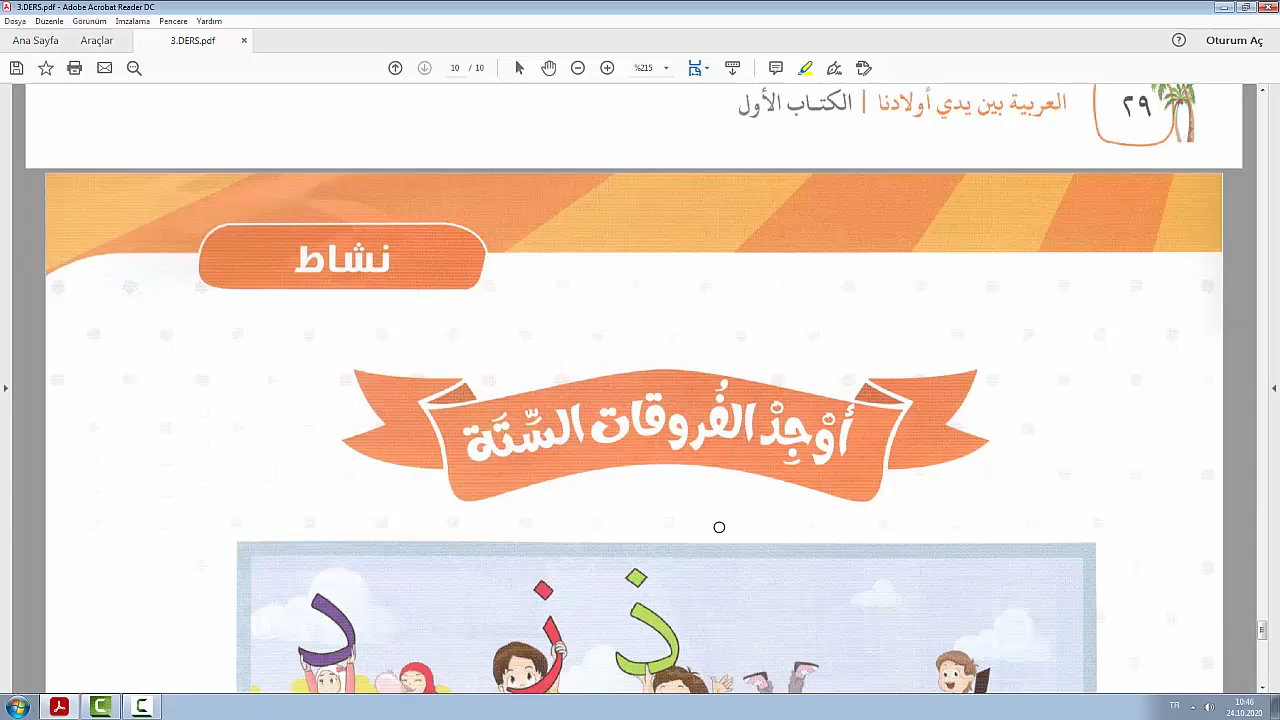 3.DERS.pdf - Adobe Acrobat Reader DC
Dosya Düzenle Görünüm İmzalama Pencere Yardım
Ana Sayfa Araçlar 3.DERS.pdf × Oturum Aç
10 / 10 %215
العربية بين يدي أولادنا | الكتـاب الأول ٢٩
نشاط
أَوْجِدْ الفُروقات السِّتَّة
د ز ذ
TR 10:46
24.10.2020